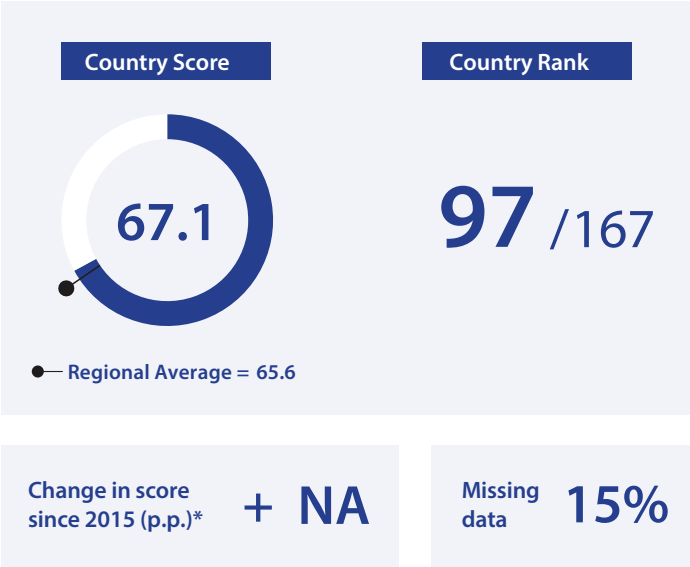 Country Score
Country Rank
67.1
97 /167
Regional Average = 65.6
Change in score
since 2015 (p.p.)*
+ NA
Missing
data
15%